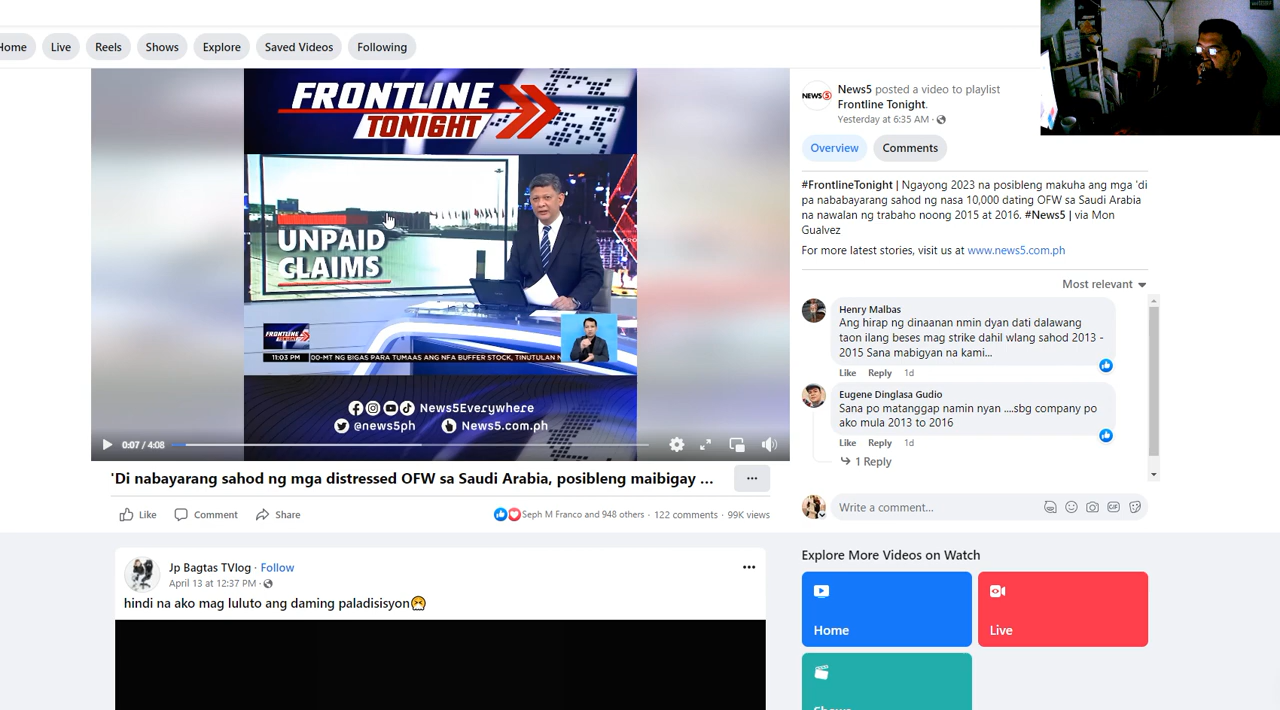 Home
Live
Reels
Shows
Explore
Saved Videos
Following
FRONTLINE
TONIGHT
UNPAID
CLAIMS
FRONTLINE
11:03 PM
00-MT NG BIGAS PARA TUMAAS ANG NFA BUFFER STOCK, TINUTULAN N
News5Everywhere
@news5ph
News5.com.ph
0:07 / 4:08
'Di nabayarang sahod ng mga distressed OFW sa Saudi Arabia, posibleng maibigay ...
Like
Comment
Share
Seph M Franco and 948 others · 122 comments · 99K views
NEWS5
News5 posted a video to playlist
Frontline Tonight.
Yesterday at 6:35 AM ·
Overview
Comments
#FrontlineTonight | Ngayong 2023 na posibleng makuha ang mga 'di
pa nababayarang sahod ng nasa 10,000 dating OFW sa Saudi Arabia
na nawalan ng trabaho noong 2015 at 2016. #News5 | via Mon
Gualvez
For more latest stories, visit us at www.news5.com.ph
Most relevant
Henry Malbas
Ang hirap ng dinaanan nmin dyan dati dalawang
taon ilang beses mag strike dahil wlang sahod 2013 -
2015 Sana mabigyan na kami...
Like Reply 1d
Eugene Dinglasa Gudio
Sana po matanggap namin nyan ....sbg company po
ako mula 2013 to 2016
Like Reply 1d
1 Reply
Write a comment...
GIF
Jp Bagtas TVlog · Follow
April 13 at 12:37 PM ·
hindi na ako mag luluto ang daming paladisisyon
Explore More Videos on Watch
Home
Live